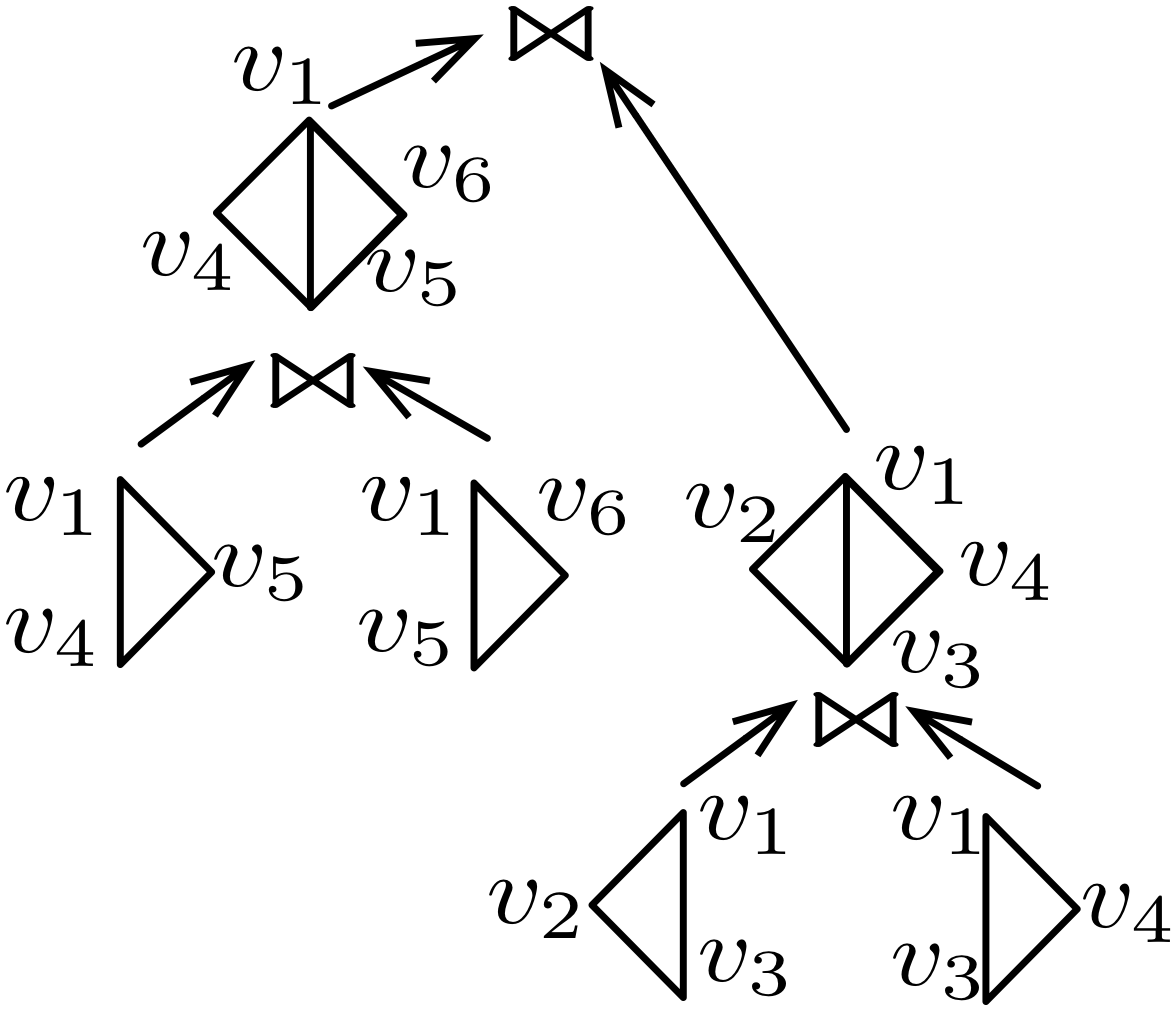 ⋈
v₁
v₆
v₄
v₅
⋈
v₁ v₁ v₆ v₂ v₁
v₅ v₄
v₄ v₅ v₃
⋈
v₁ v₁
v₂ v₄
v₃ v₃